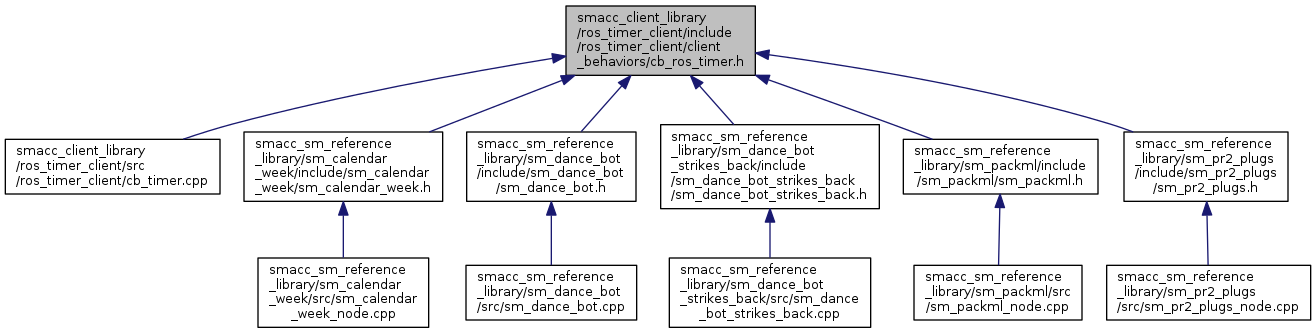 smacc_client_library
/ros_timer_client/include
/ros_timer_client/client
_behaviors/cb_ros_timer.h
smacc_client_library
/ros_timer_client/src
/ros_timer_client/cb_timer.cpp
smacc_sm_reference
_library/sm_calendar
_week/include/sm_calendar
_week/sm_calendar_week.h
smacc_sm_reference
_library/sm_dance_bot
/include/sm_dance_bot
/sm_dance_bot.h
smacc_sm_reference
_library/sm_dance_bot
_strikes_back/include
/sm_dance_bot_strikes_back
/sm_dance_bot_strikes_back.h
smacc_sm_reference
_library/sm_packml/include
/sm_packml/sm_packml.h
smacc_sm_reference
_library/sm_pr2_plugs
/include/sm_pr2_plugs
/sm_pr2_plugs.h
smacc_sm_reference
_library/sm_calendar
_week/src/sm_calendar
_week_node.cpp
smacc_sm_reference
_library/sm_dance_bot
/src/sm_dance_bot.cpp
smacc_sm_reference
_library/sm_dance_bot
_strikes_back/src/sm_dance
_bot_strikes_back.cpp
smacc_sm_reference
_library/sm_packml/src
/sm_packml_node.cpp
smacc_sm_reference
_library/sm_pr2_plugs
/src/sm_pr2_plugs_node.cpp